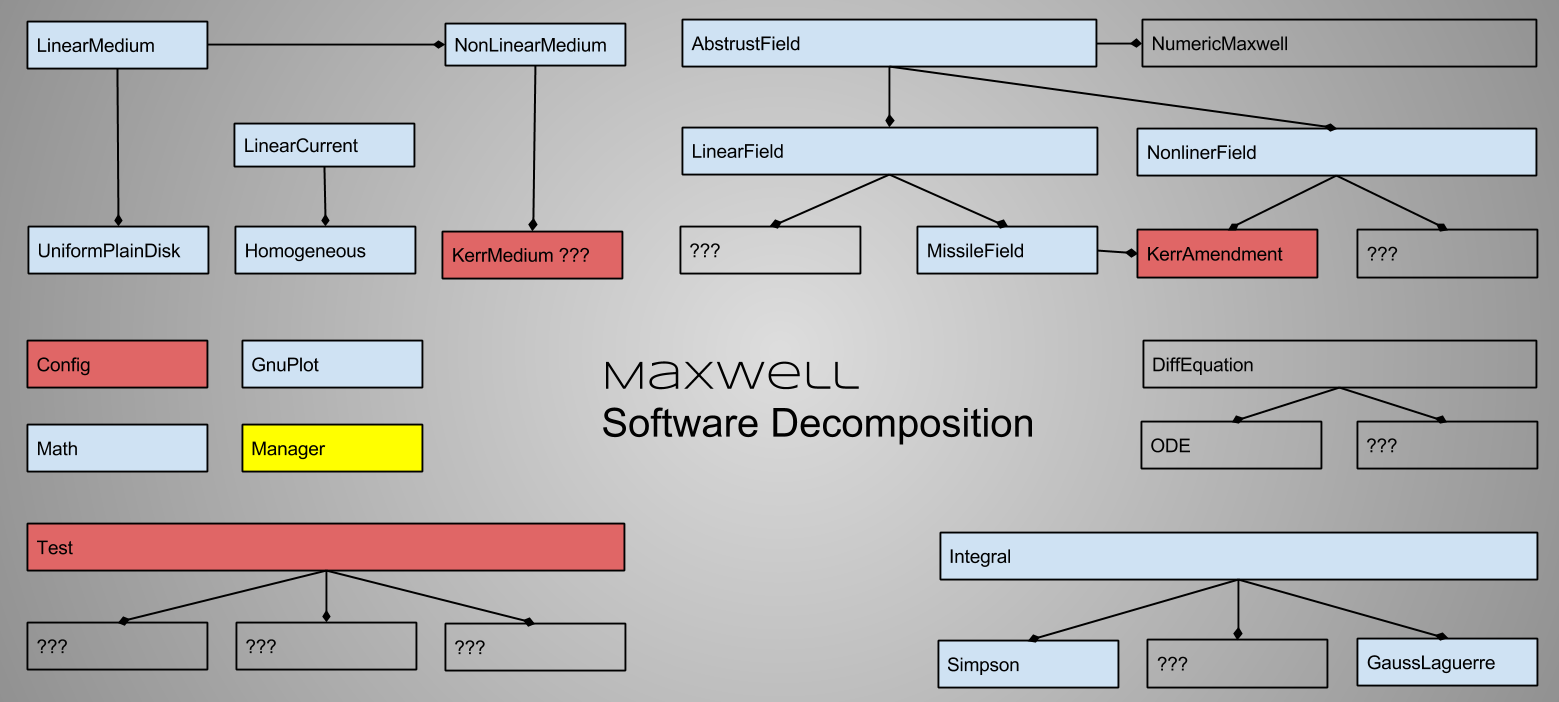 LinearMedium
NonLinearMedium
AbstrustField
NumericMaxwell
LinearCurrent
LinearField
NonlinerField
UniformPlainDisk
Homogeneous
KerrMedium ???
???
MissileField
KerrAmendment
???
Config
GnuPlot
Maxwell
Software Decomposition
DiffEquation
Math
Manager
ODE
???
Test
Integral
???
???
???
Simpson
???
GaussLaguerre